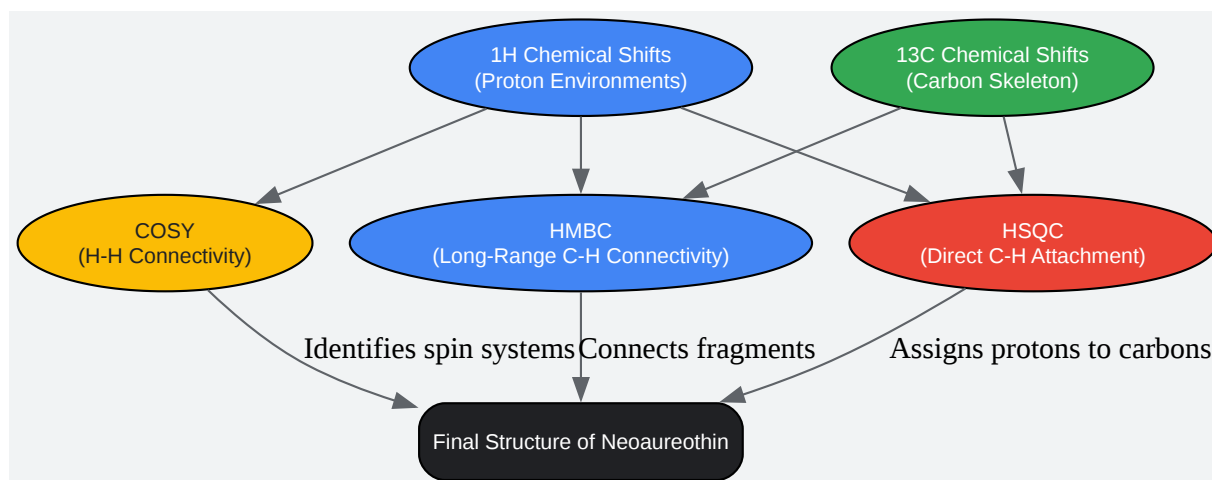 1H Chemical Shifts
(Proton Environments)
13C Chemical Shifts
(Carbon Skeleton)
COSY
(H-H Connectivity)
HMBC
(Long-Range C-H Connectivity)
HSQC
(Direct C-H Attachment)
Identifies spin systems
Connects fragments
Assigns protons to carbons
Final Structure of Neoaureothin